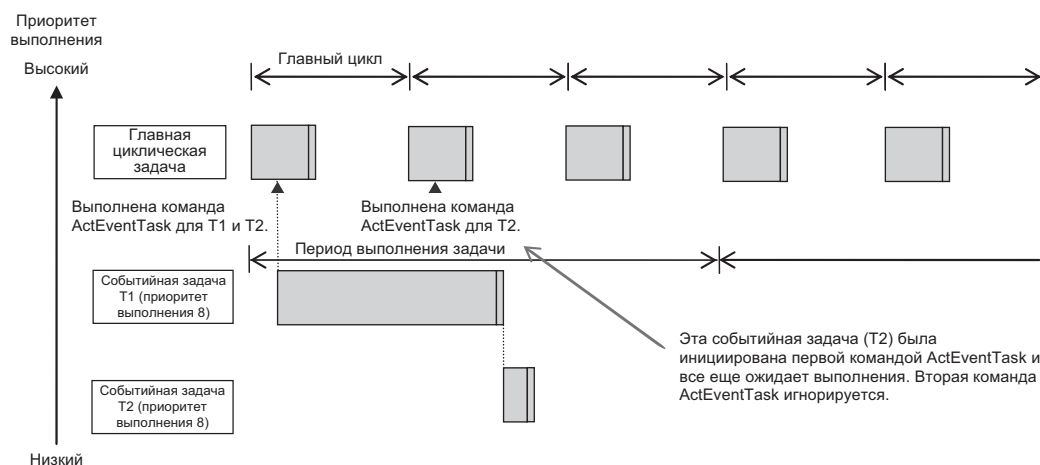 Приоритет
выполнения
Высокий
Главный цикл
Главная
циклическая
задача
Выполнена команда
ActEventTask для T1 и T2.
Выполнена команда
ActEventTask для T2.
Период выполнения задачи
Событийная задача
T1 (приоритет
выполнения 8)
Эта событийная задача (T2) была
инициирована первой командой ActEventTask и
все еще ожидает выполнения. Вторая команда
ActEventTask игнорируется.
Событийная задача
T2 (приоритет
выполнения 8)
Низкий